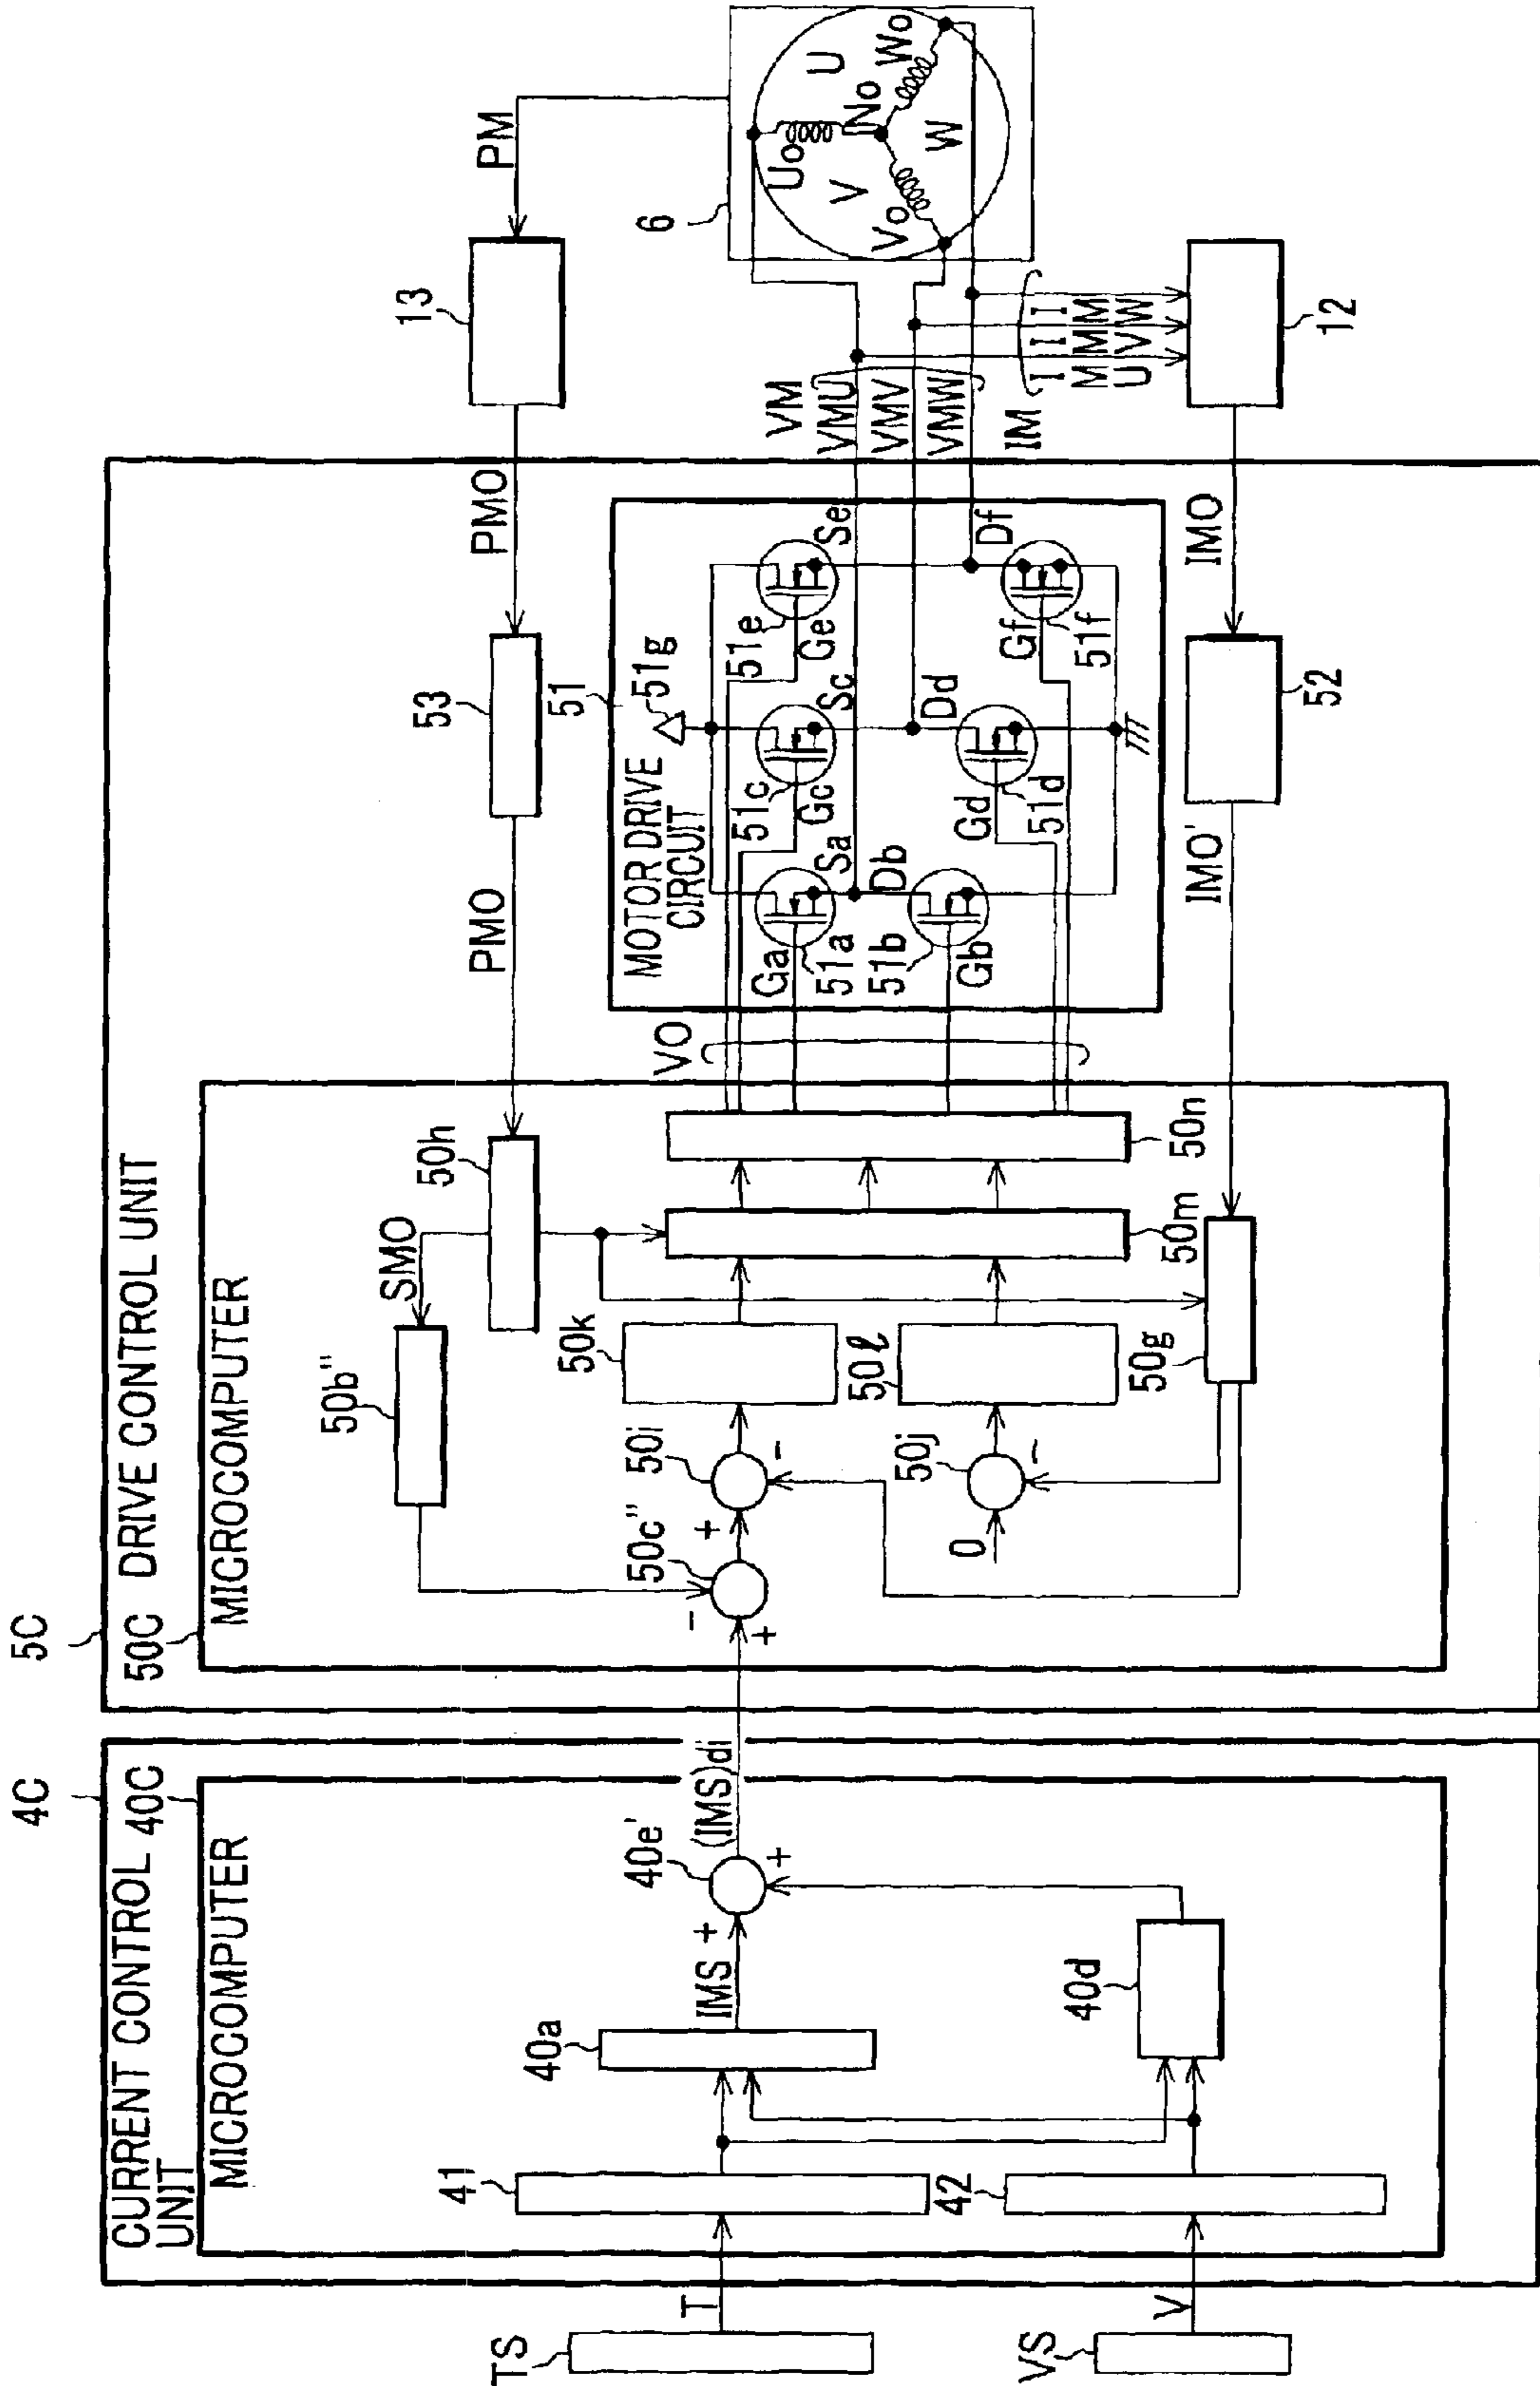 4C
CURRENT CONTROL
UNIT
40C
MICROCOMPUTER
TS
T
VS
V
41
42
40a
IMS
+
40e'
+
40d
(IMS)di
5C
DRIVE CONTROL UNIT
50C
MICROCOMPUTER
50b"
SMO
50h
50c"
-
+
+
50i
-
50k
0
50j
-
50ℓ
50g
50m
50n
VO
PMO
53
PMO
13
PM
51
MOTOR DRIVE
CIRCUIT
51g
Ga
51a
Sa
Gc
51c
Sc
Ge
51e
Se
Gb
51b
Db
Gd
51d
Dd
Gf
51f
Df
IMO'
52
IMO
12
VM
VMU
VMV
VMW
IM
IMU
IMV
IMW
6
Uo
U
No
Wo
V
W
Vo